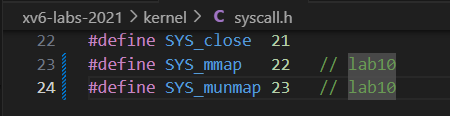 xv6-labs-2021 > kernel > C syscall.h
22 #define SYS_close 21
23 #define SYS_mmap 22 // lab10
24 #define SYS_munmap 23 // lab10